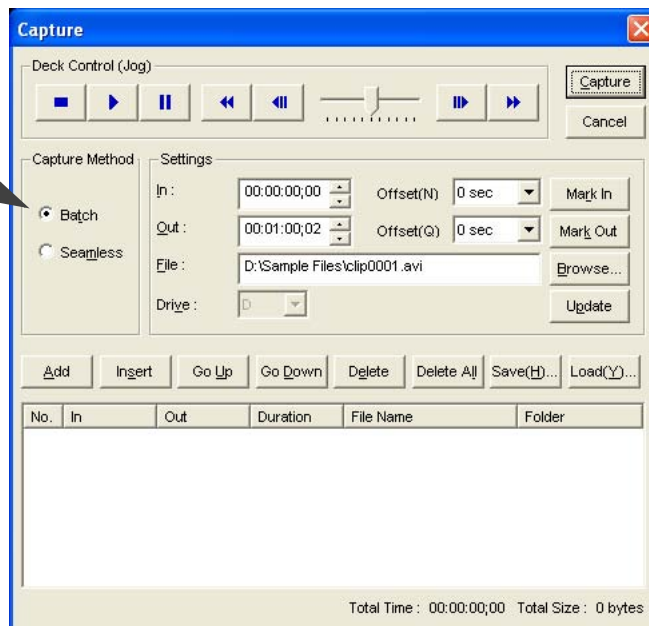 Capture
Deck Control (Jog)
Capture
Cancel
Capture Method
Settings
Batch
Seamless
In :
00:00:00;00
Offset(N)
0 sec
Mark In
Out :
00:01:00;02
Offset(Q)
0 sec
Mark Out
File :
D:\Sample Files\clip0001.avi
Browse...
Drive :
D
Update
Add
Insert
Go Up
Go Down
Delete
Delete All
Save(H)...
Load(Y)...
No.
In
Out
Duration
File Name
Folder
Total Time : 00:00:00;00 Total Size : 0 bytes